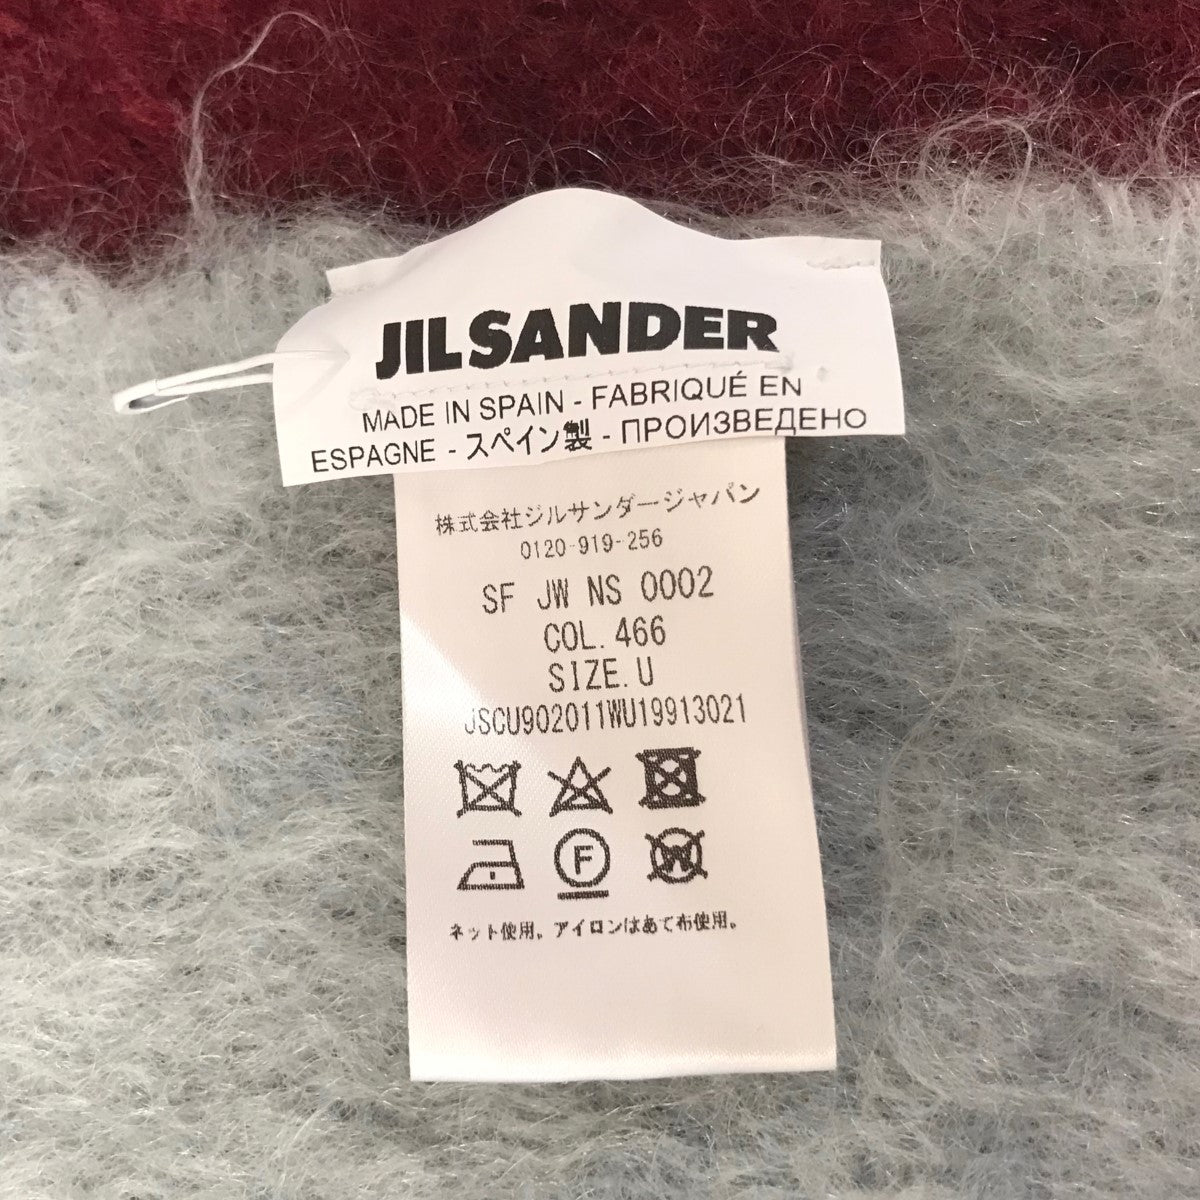 JIL SANDER
MADE IN SPAIN - FABRIQUÉ EN
ESPAGNE - スペイン製 - ПРОИЗВЕДЕНО
株式会社ジルサンダージャパン
0120-919-256
SF JW NS 0002
COL. 466
SIZE. U
JSCU902011WU19913021
F
W
ネット使用。アイロンはあて布使用。